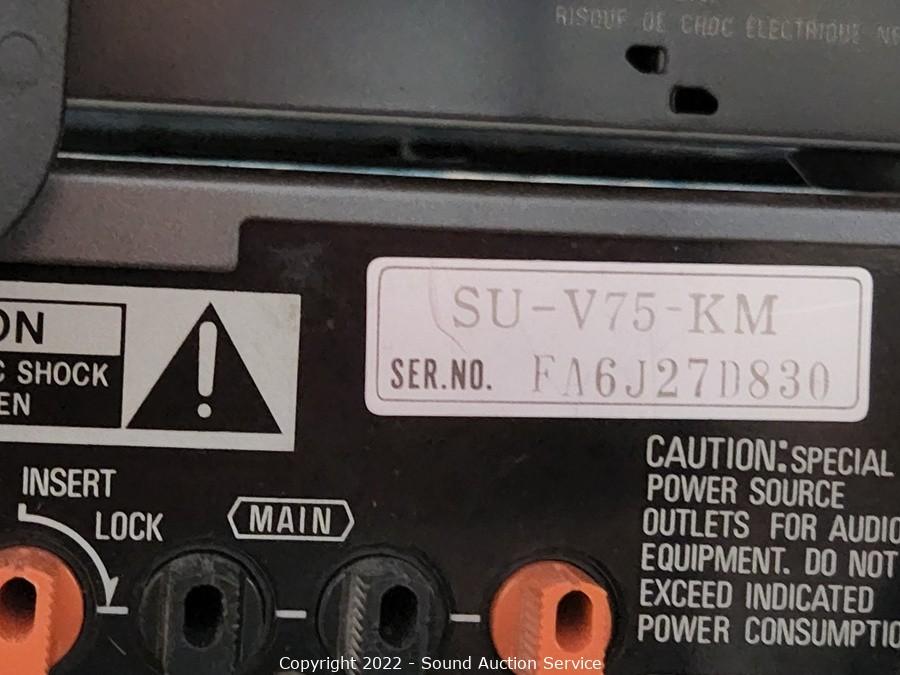 RISQUE DE CHOC ELECTRIQUE
ON
C SHOCK
EN
SU-V75-KM
SER.NO. FA6J27D830
INSERT
LOCK
MAIN
CAUTION: SPECIAL
POWER SOURCE
OUTLETS FOR AUDIO
EQUIPMENT. DO NOT
EXCEED INDICATED
POWER CONSUMPTIO
Copyright 2022 - Sound Auction Service